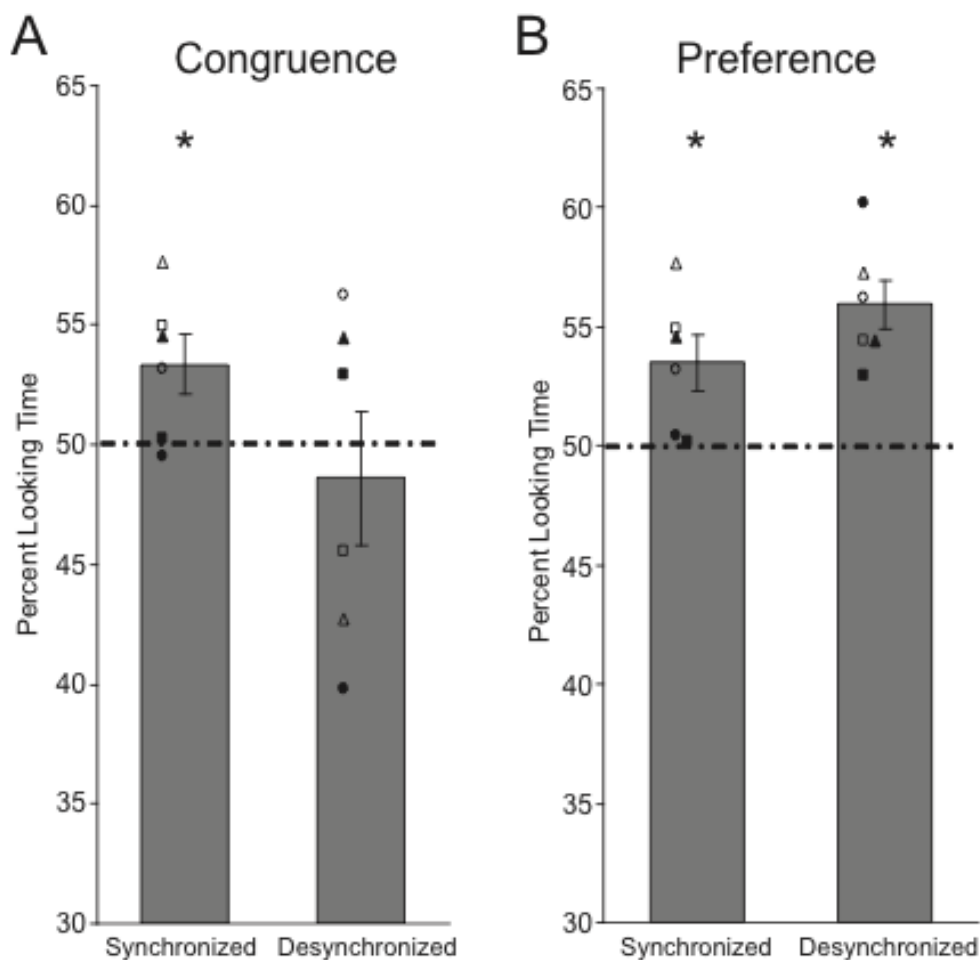 A
Congruence
65
*
60
55
50
45
40
35
30
Percent Looking Time
Synchronized
Desynchronized
B
Preference
65
*
*
60
55
50
45
40
35
30
Percent Looking Time
Synchronized
Desynchronized